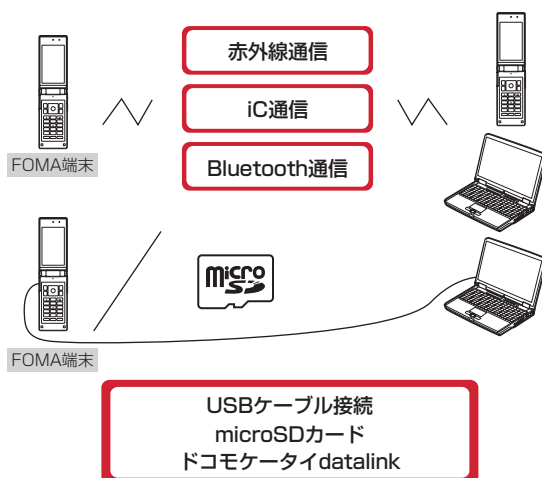 赤外線通信
iC通信
Bluetooth通信
FOMA端末
micro
SD
FOMA端末
USBケーブル接続
microSDカード
ドコモケータイdatalink